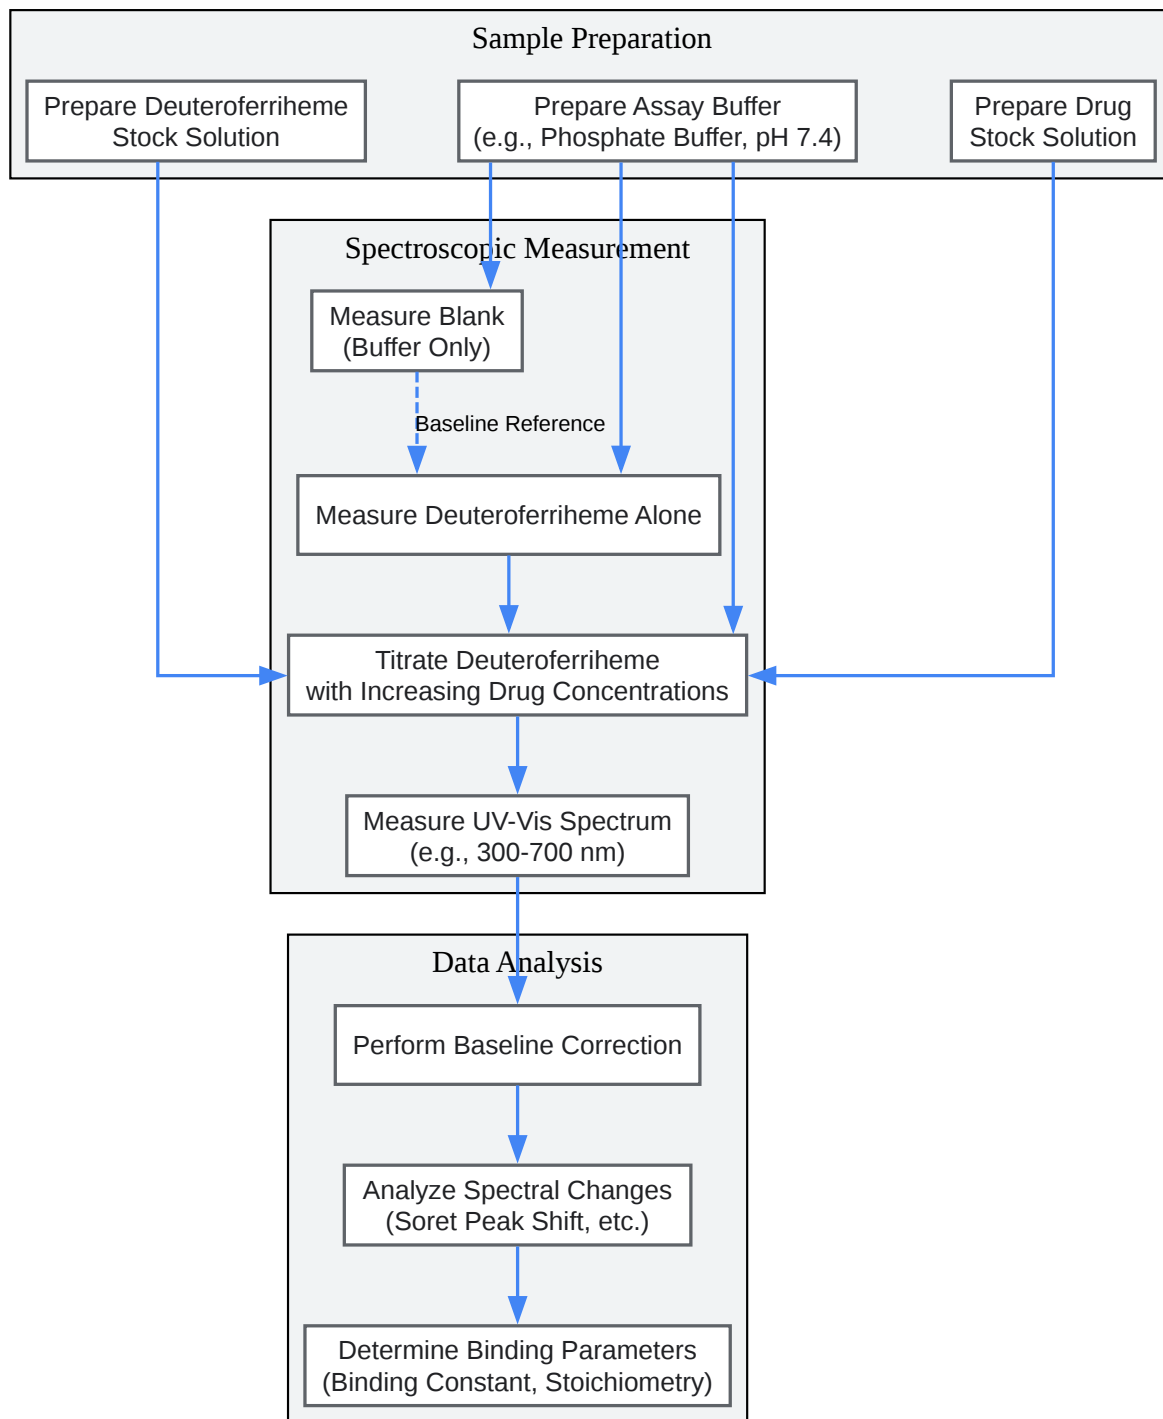 Sample Preparation
Prepare Deuteroferriheme
Stock Solution
Prepare Assay Buffer
(e.g., Phosphate Buffer, pH 7.4)
Prepare Drug
Stock Solution
Spectroscopic Measurement
Measure Blank
(Buffer Only)
Baseline Reference
Measure Deuteroferriheme Alone
Titrate Deuteroferriheme
with Increasing Drug Concentrations
Measure UV-Vis Spectrum
(e.g., 300-700 nm)
Data Analysis
Perform Baseline Correction
Analyze Spectral Changes
(Soret Peak Shift, etc.)
Determine Binding Parameters
(Binding Constant, Stoichiometry)